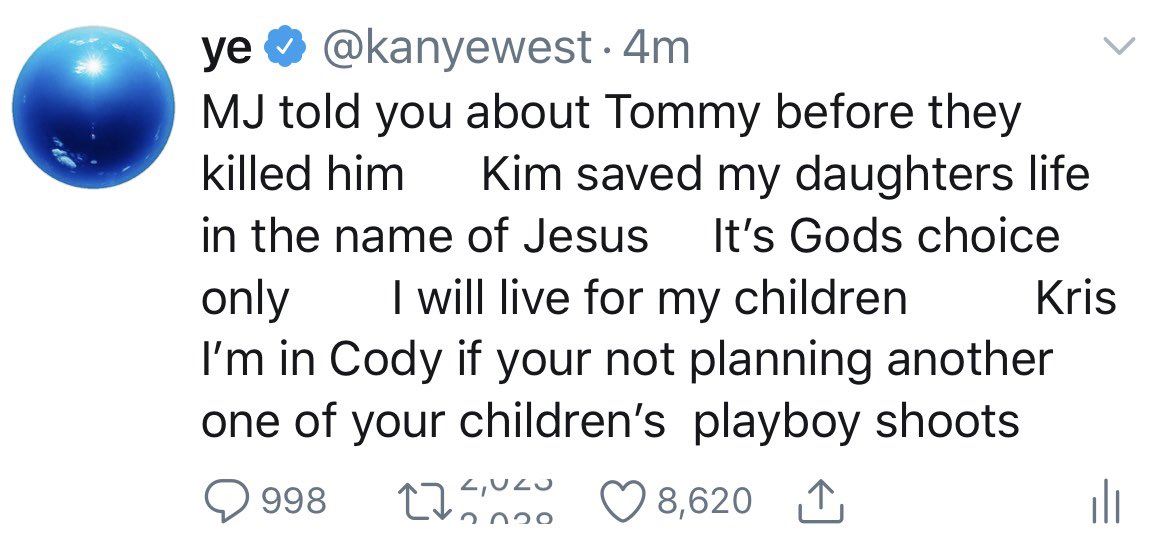 ye @kanyewest · 4m
MJ told you about Tommy before they
killed him Kim saved my daughters life
in the name of Jesus It’s Gods choice
only I will live for my children Kris
I’m in Cody if your not planning another
one of your children’s playboy shoots
998 8,620